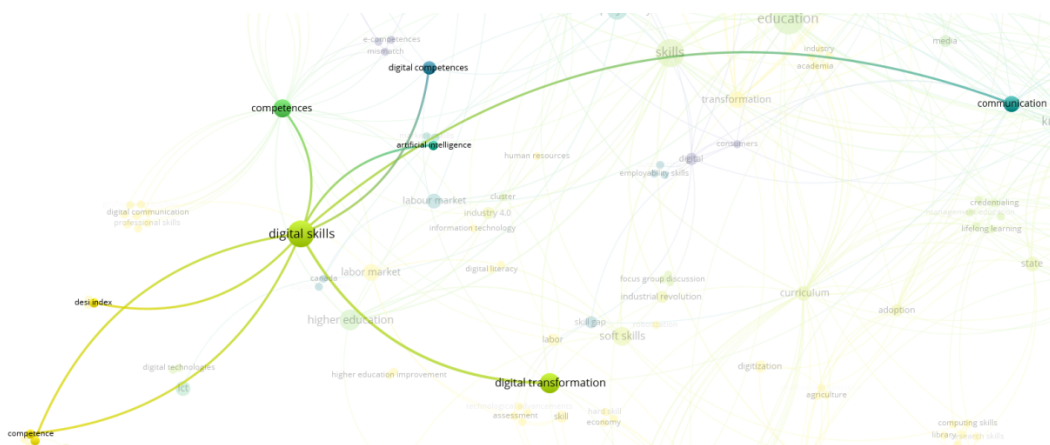 education
e-competences
mismatch
skills
industry
academia
media
digital competences
transformation
competences
communication
artificial intelligence
consumers
human resources
digital
employability skills
labour market
cluster
industry 4.0
information technology
credentialing
lifelong learning
digital communication
professional skills
digital skills
state
canada
labor market
digital literacy
focus group discussion
industrial revolution
curriculum
desi index
adoption
higher education
skill gap
soft skills
labor
digital technologies
ict
higher education improvement
digitization
digital transformation
agriculture
assessment
skill
hard skill
economy
computing skills
library
competence